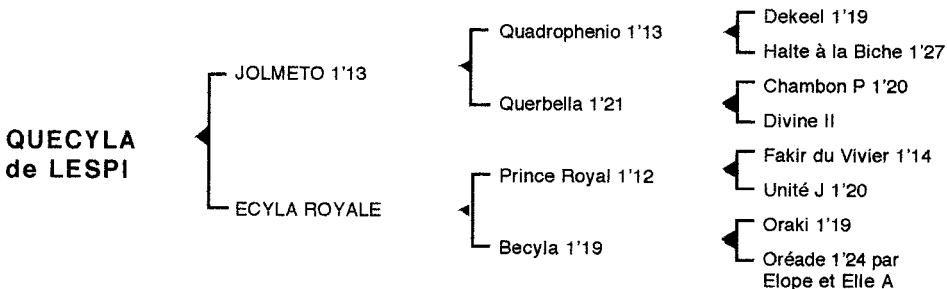 QUECYLA
de LESPI
JOLMETO 1'13
ECYLA ROYALE
Quadrophenio 1'13
Querbella 1'21
Prince Royal 1'12
Becyla 1'19
Dekeel 1'19
Halte à la Biche 1'27
Chambon P 1'20
Divine II
Fakir du Vivier 1'14
Unité J 1'20
Oraki 1'19
Oréade 1'24 par
Elope et Elle A